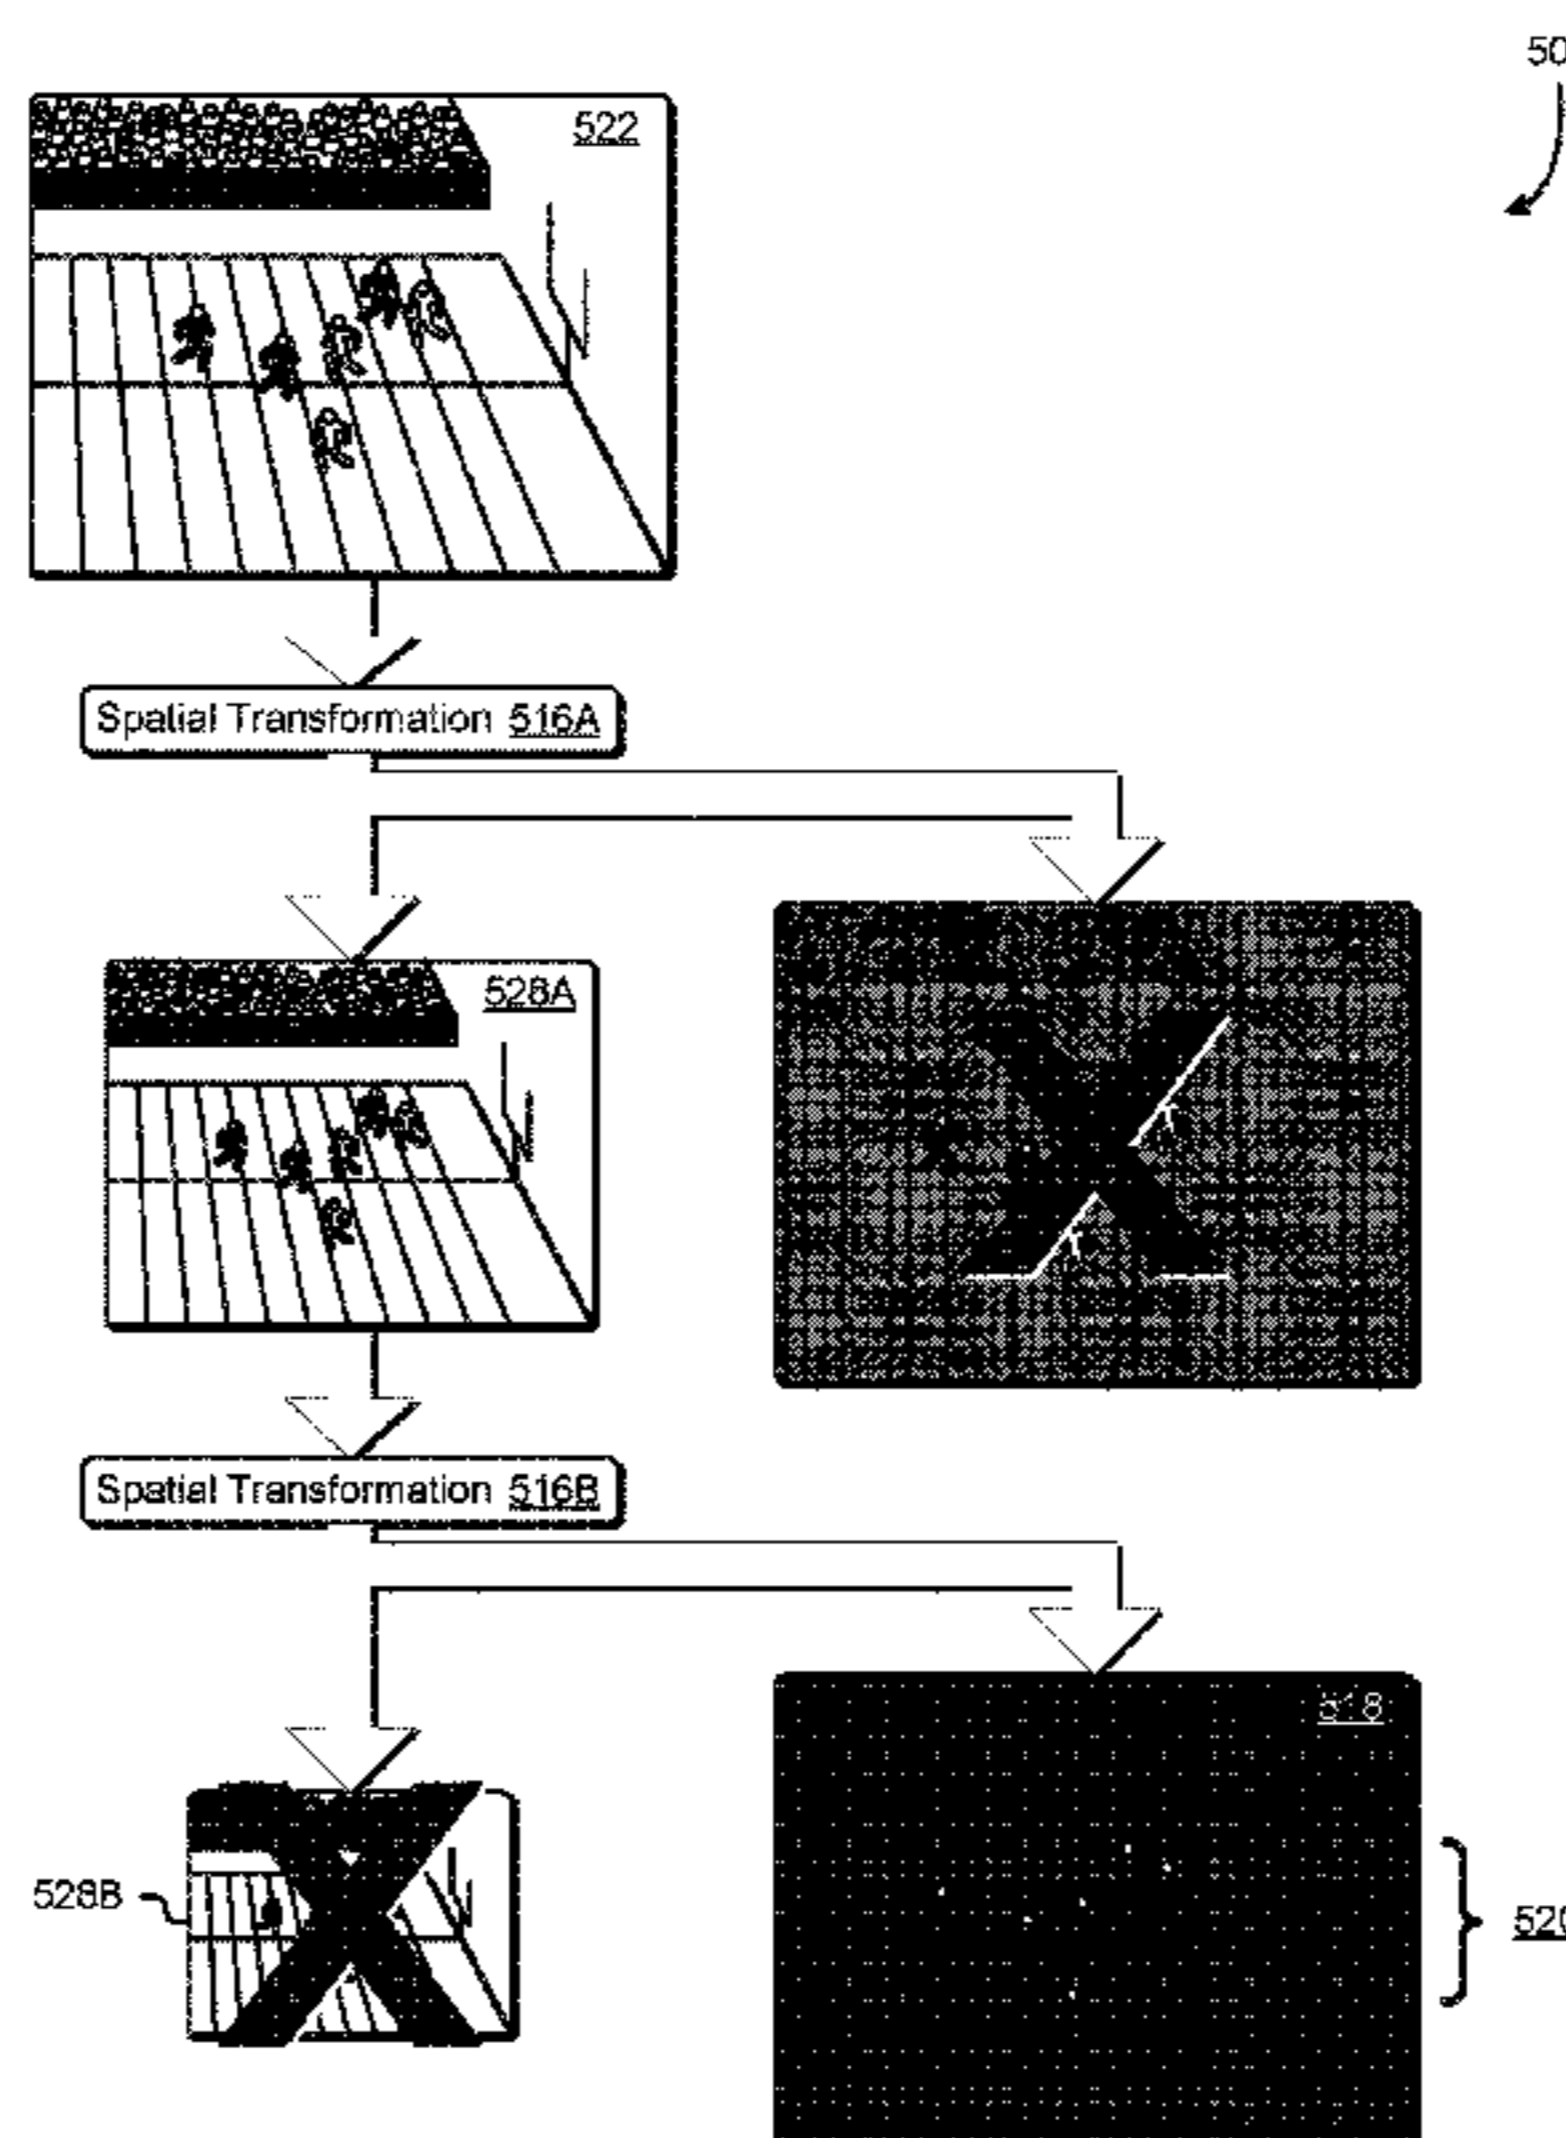 50
522
Spatial Transformation 516A
528A
Spatial Transformation 516B
518
528B
520